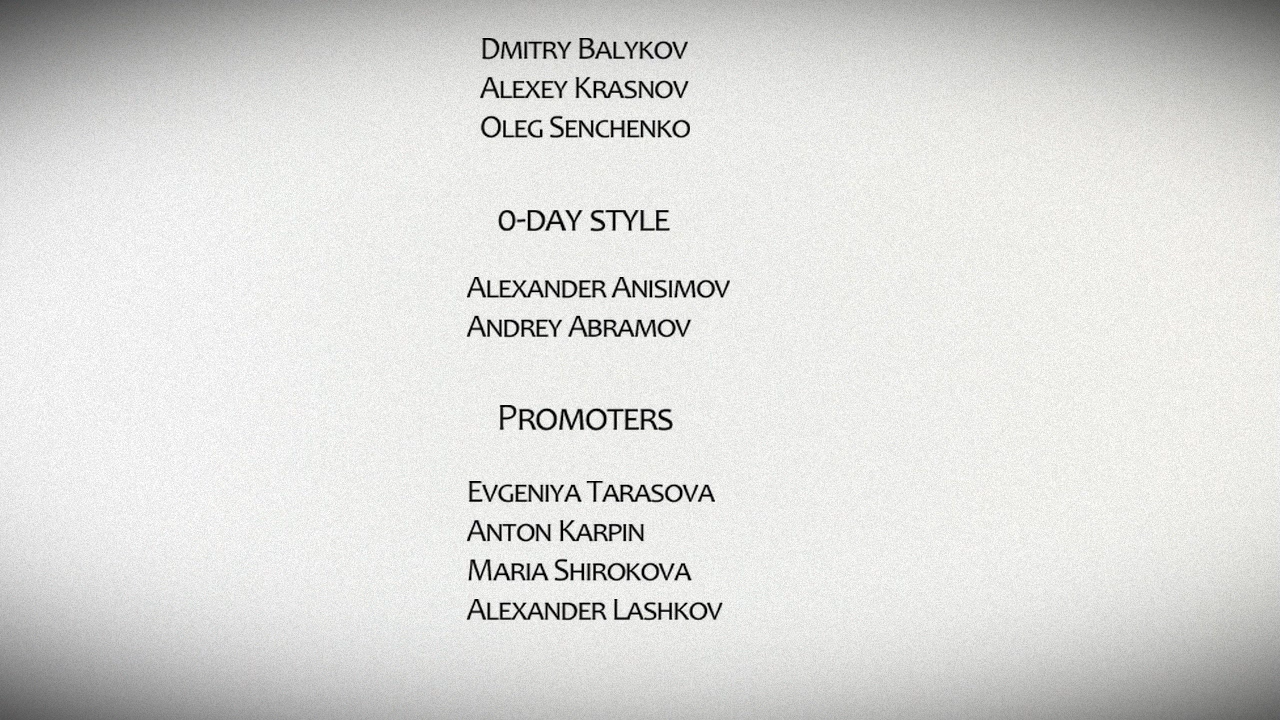 Dmitry Balykov
Alexey Krasnov
Oleg Senchenko
0-day style
Alexander Anisimov
Andrey Abramov
Promoters
Evgeniya Tarasova
Anton Karpin
Maria Shirokova
Alexander Lashkov